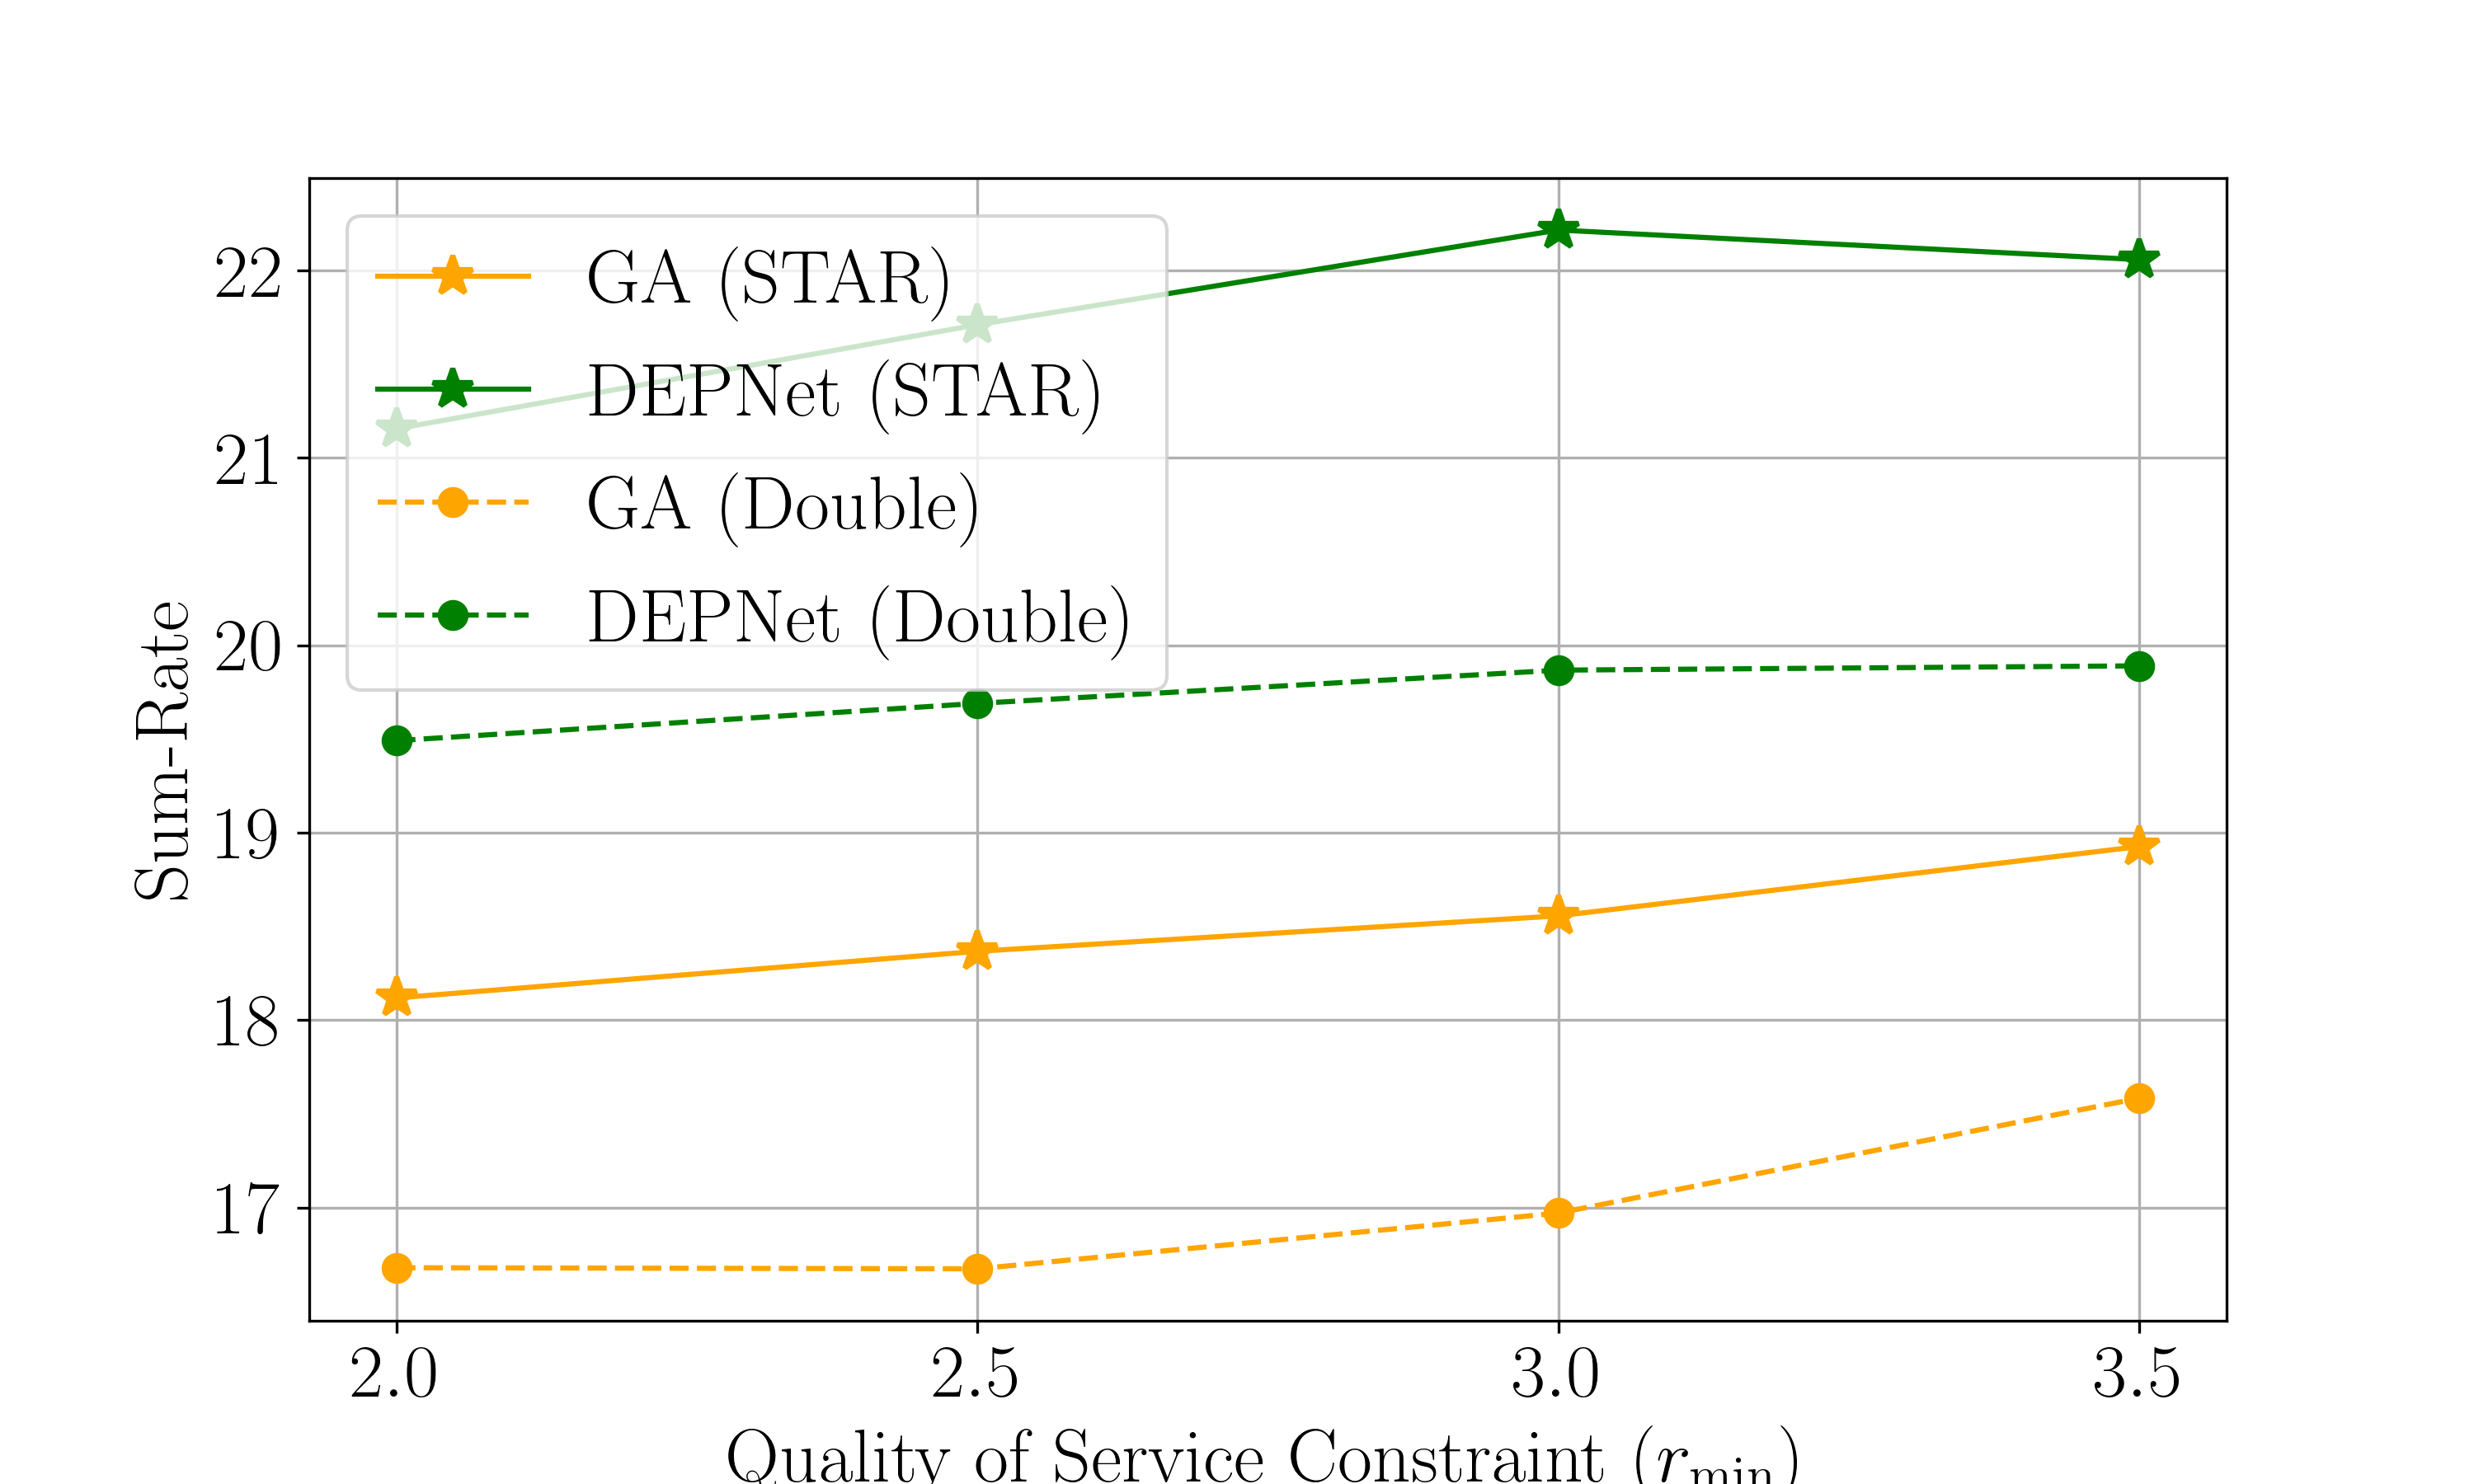 GA (STAR)
DEPNet (STAR)
GA (Double)
DEPNet (Double)
22
21
20
19
18
17
Sum-Rate
2.0 2.5 3.0 3.5
Quality of Service Constraint (r_min)